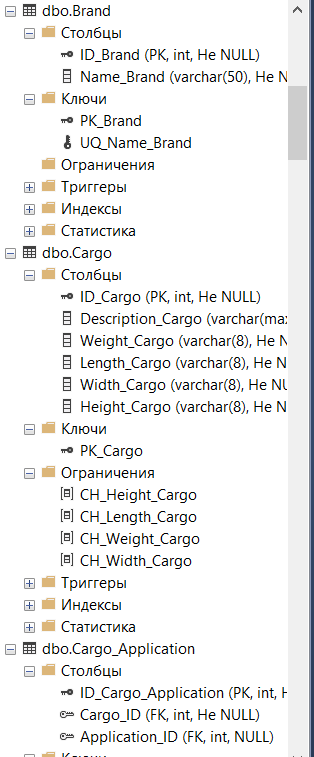 dbo.Brand
Столбцы
ID_Brand (PK, int, Не NULL)
Name_Brand (varchar(50), Не N
Ключи
PK_Brand
UQ_Name_Brand
Ограничения
Триггеры
Индексы
Статистика
dbo.Cargo
Столбцы
ID_Cargo (PK, int, Не NULL)
Description_Cargo (varchar(max
Weight_Cargo (varchar(8), Не N
Length_Cargo (varchar(8), Не N
Width_Cargo (varchar(8), Не NU
Height_Cargo (varchar(8), Не N
Ключи
PK_Cargo
Ограничения
CH_Height_Cargo
CH_Length_Cargo
CH_Weight_Cargo
CH_Width_Cargo
Триггеры
Индексы
Статистика
dbo.Cargo_Application
Столбцы
ID_Cargo_Application (PK, int, Н
Cargo_ID (FK, int, Не NULL)
Application_ID (FK, int, NULL)
Ключи